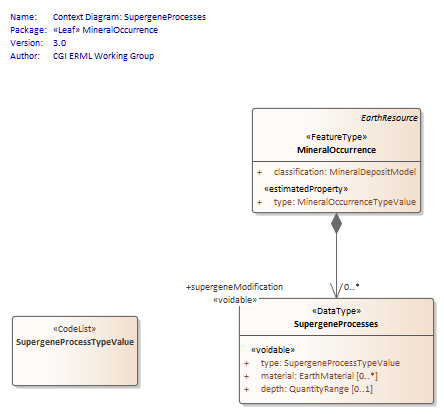 Name: Context Diagram: SupergeneProcesses
Package: «Leaf» MineralOccurrence
Version: 3.0
Author: CGI ERML Working Group
EarthResource
«FeatureType»
MineralOccurrence
+ classification: MineralDepositModel
«estimatedProperty»
+ type: MineralOccurrenceTypeValue
+supergeneModification 0..*
«voidable»
«DataType»
SupergeneProcesses
«voidable»
+ type: SupergeneProcessTypeValue
+ material: EarthMaterial [0..*]
+ depth: QuantityRange [0..1]
«CodeList»
SupergeneProcessTypeValue